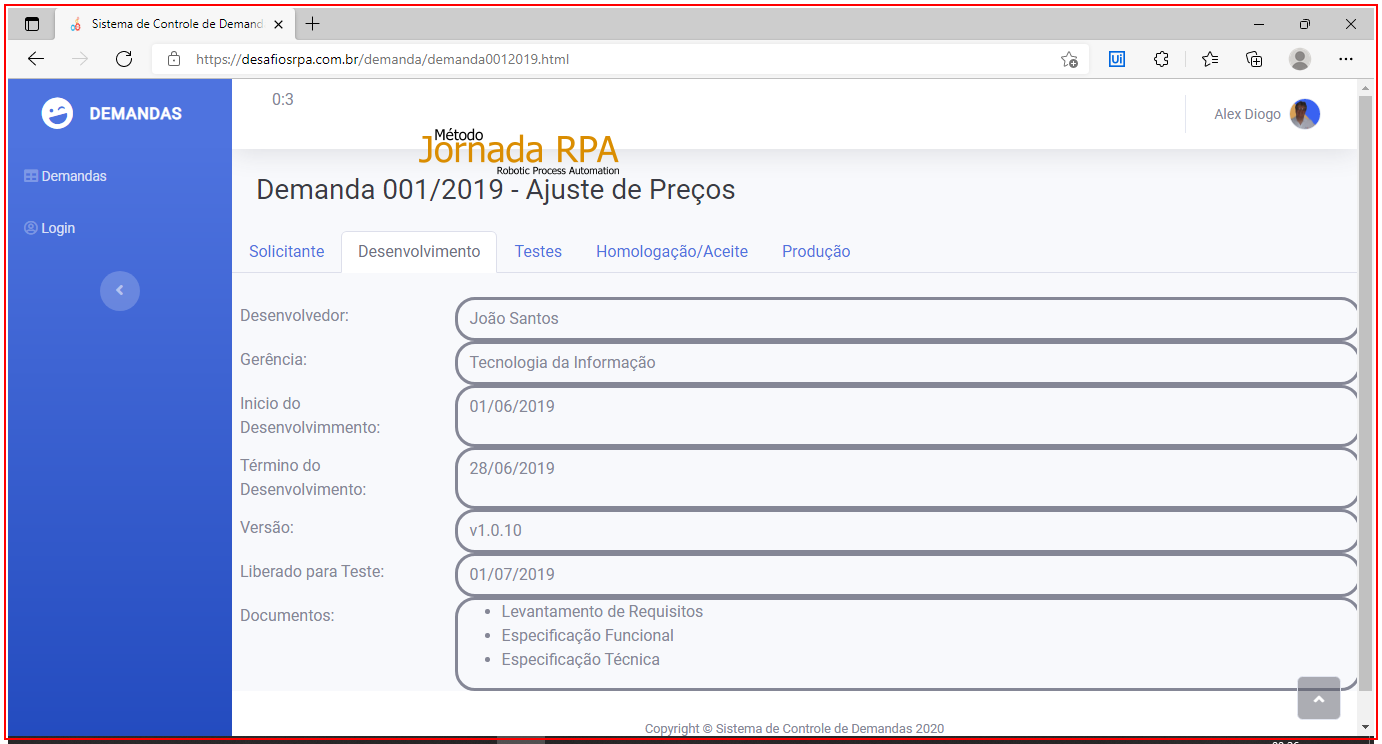 Sistema de Controle de Demand
https://desafiosrpa.com.br/demanda/demanda0012019.html
Ui
DEMANDAS
Demandas
Login
0:3
Alex Diogo
Método
Jornada RPA
Robotic Process Automation
Demanda 001/2019 - Ajuste de Preços
Solicitante Desenvolvimento Testes Homologação/Aceite Produção
Desenvolvedor: João Santos
Gerência: Tecnologia da Informação
Inicio do 01/06/2019
Desenvolvimmento:
Término do 28/06/2019
Desenvolvimento:
Versão: v1.0.10
Liberado para Teste: 01/07/2019
Documentos: • Levantamento de Requisitos
• Especificação Funcional
• Especificação Técnica
Copyright © Sistema de Controle de Demandas 2020